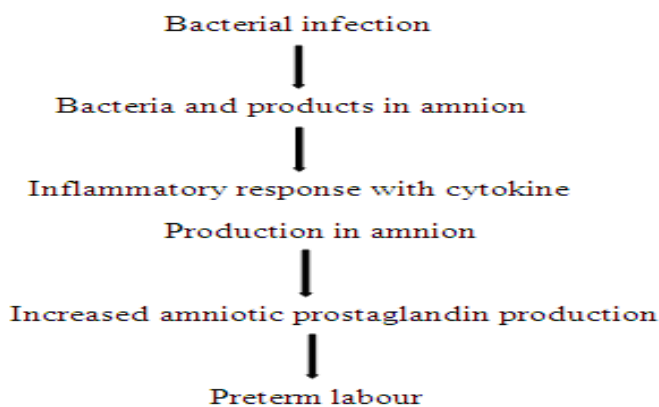 Bacterial infection
Bacteria and products in amnion
Inflammatory response with cytokine
Production in amnion
Increased amniotic prostaglandin production
Preterm labour